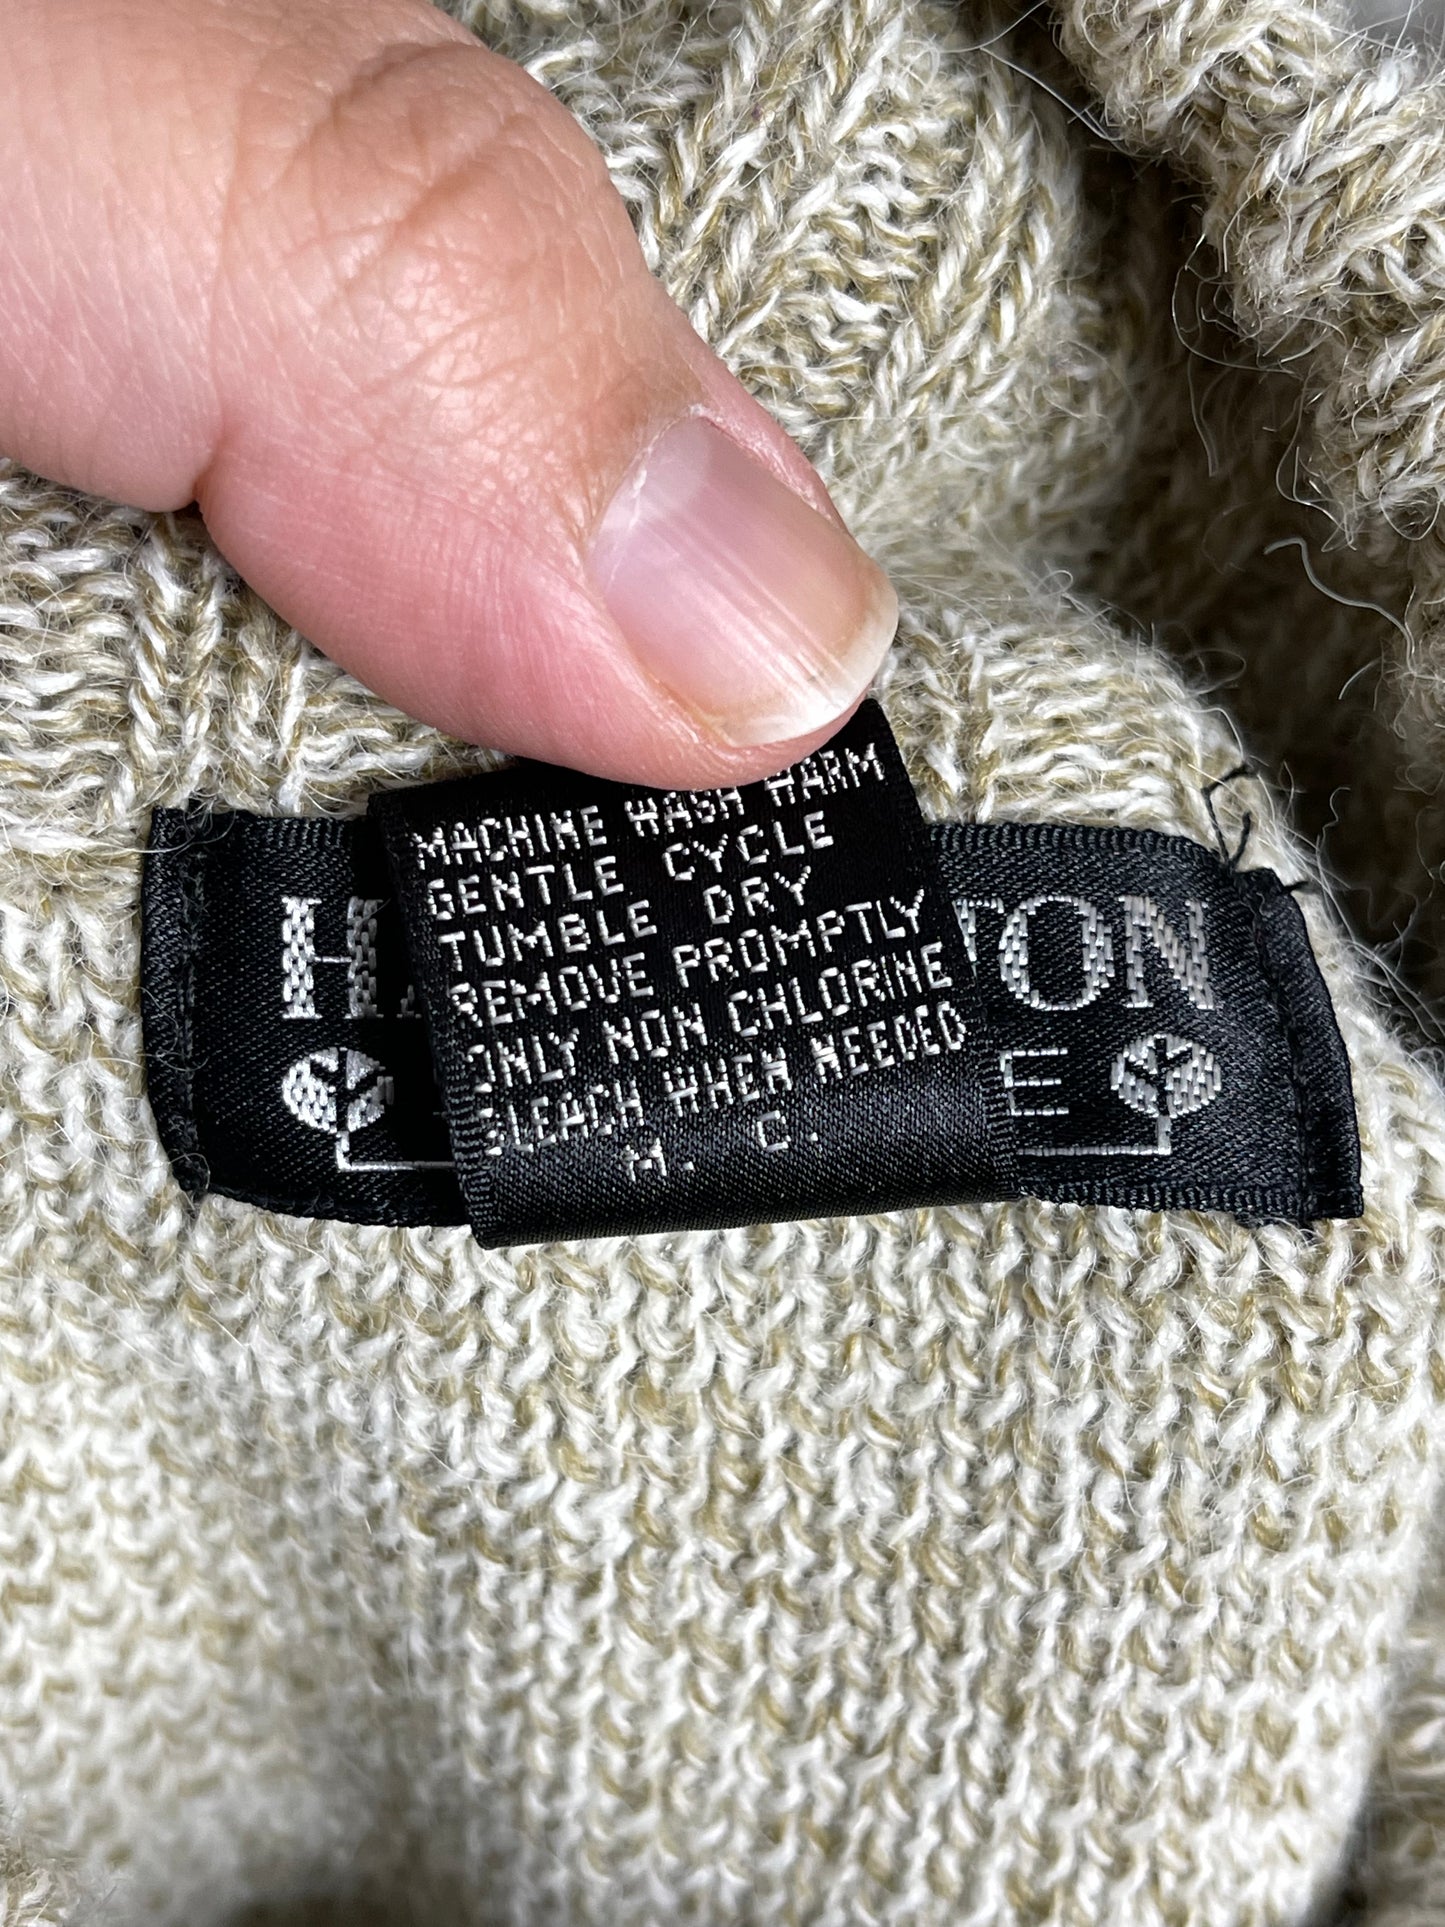 MACHINE WASH WARM
GENTLE CYCLE
TUMBLE DRY
REMOVE PROMPTLY
ONLY NON CHLORINE
BLEACH WHEN NEEDED
M. C.